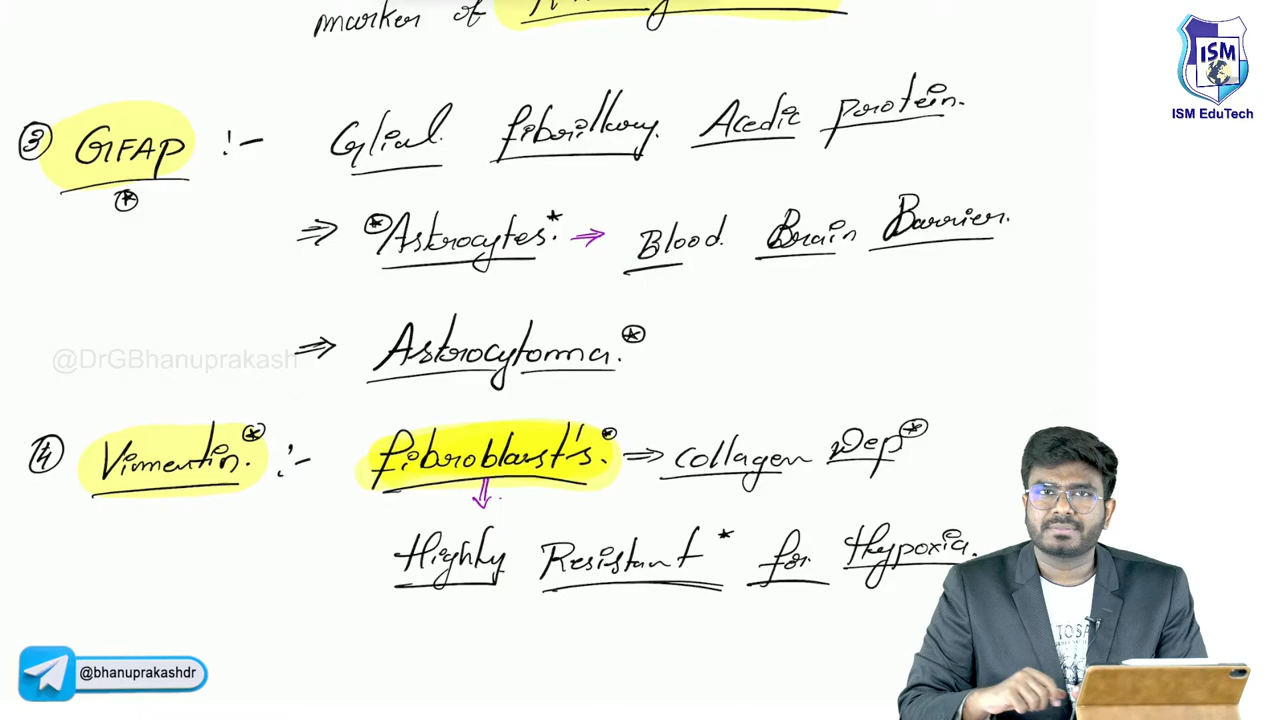 marker of
ISM
ISM EduTech
③ GFAP :- Glial fibrillary Acedic protein.
⇒ Astrocytes.* → Blood Brain Barrier.
@DrGBhanuprakash
⇒ Astrocytoma.
④ Vimentin. :- fibroblast's. ⇒ collagen Dep
Highly Resistant * for Hypoxia.
TOSA
@bhanuprakashdr